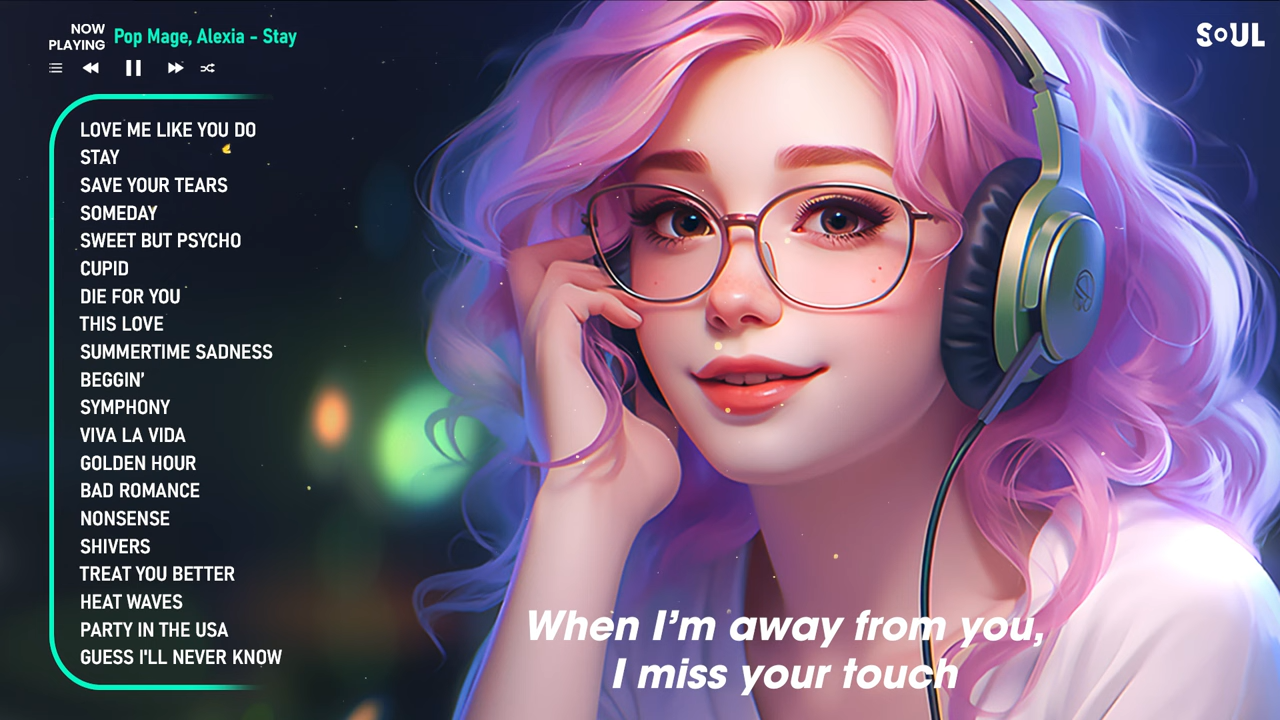 NOW
PLAYING
Pop Mage, Alexia - Stay
SOUL
LOVE ME LIKE YOU DO
STAY
SAVE YOUR TEARS
SOMEDAY
SWEET BUT PSYCHO
CUPID
DIE FOR YOU
THIS LOVE
SUMMERTIME SADNESS
BEGGIN'
SYMPHONY
VIVA LA VIDA
GOLDEN HOUR
BAD ROMANCE
NONSENSE
SHIVERS
TREAT YOU BETTER
HEAT WAVES
PARTY IN THE USA
GUESS I'LL NEVER KNOW
When I'm away from you,
I miss your touch